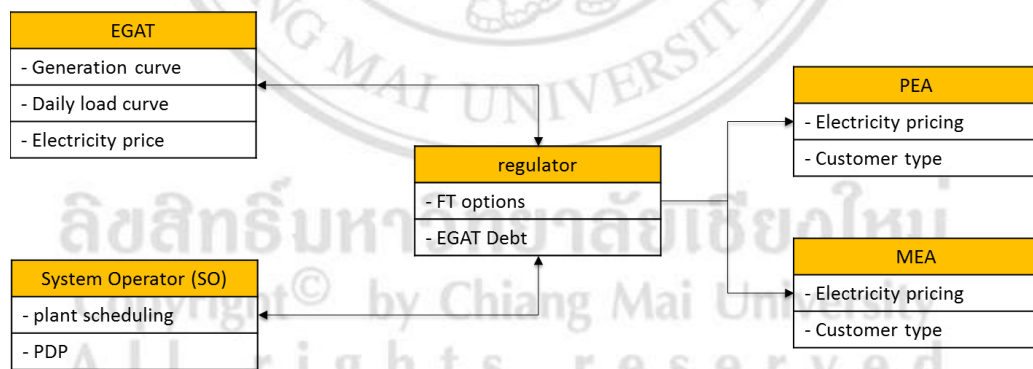 EGAT
- Generation curve
- Daily load curve
- Electricity price
regulator
- FT options
- EGAT Debt
System Operator (SO)
- plant scheduling
- PDP
PEA
- Electricity pricing
- Customer type
MEA
- Electricity pricing
- Customer type
NG MAI UNIVERSITY
ลิขสิทธิ์มหาวิทยาลัยเชียงใหม่
Copyright© by Chiang Mai University
All rights reserved